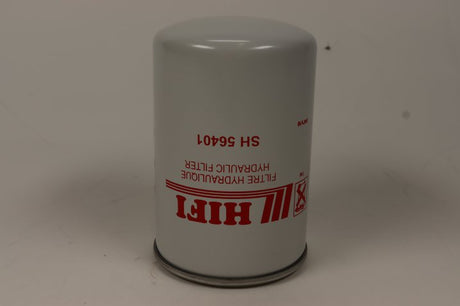 HIFI
FILTRE HYDRAULIQUE
HYDRAULIC FILTER
SH 56401